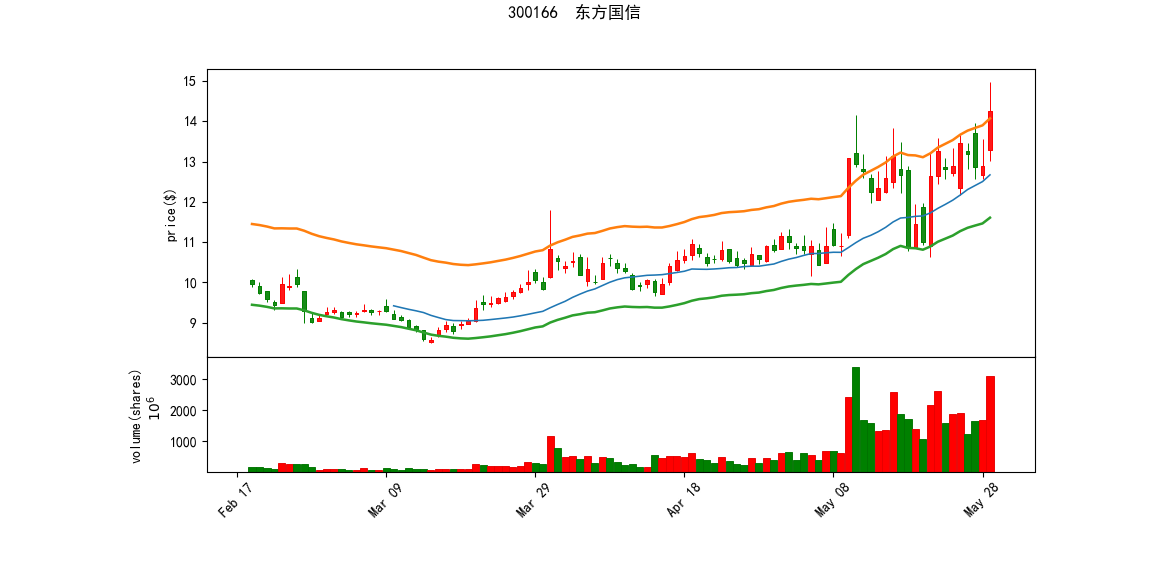 300166 东方国信
15
14
13
12
11
10
9
price($)
3000
2000
1000
volume(shares)
10^6
Feb 17
Mar 09
Mar 29
Apr 18
May 08
May 28